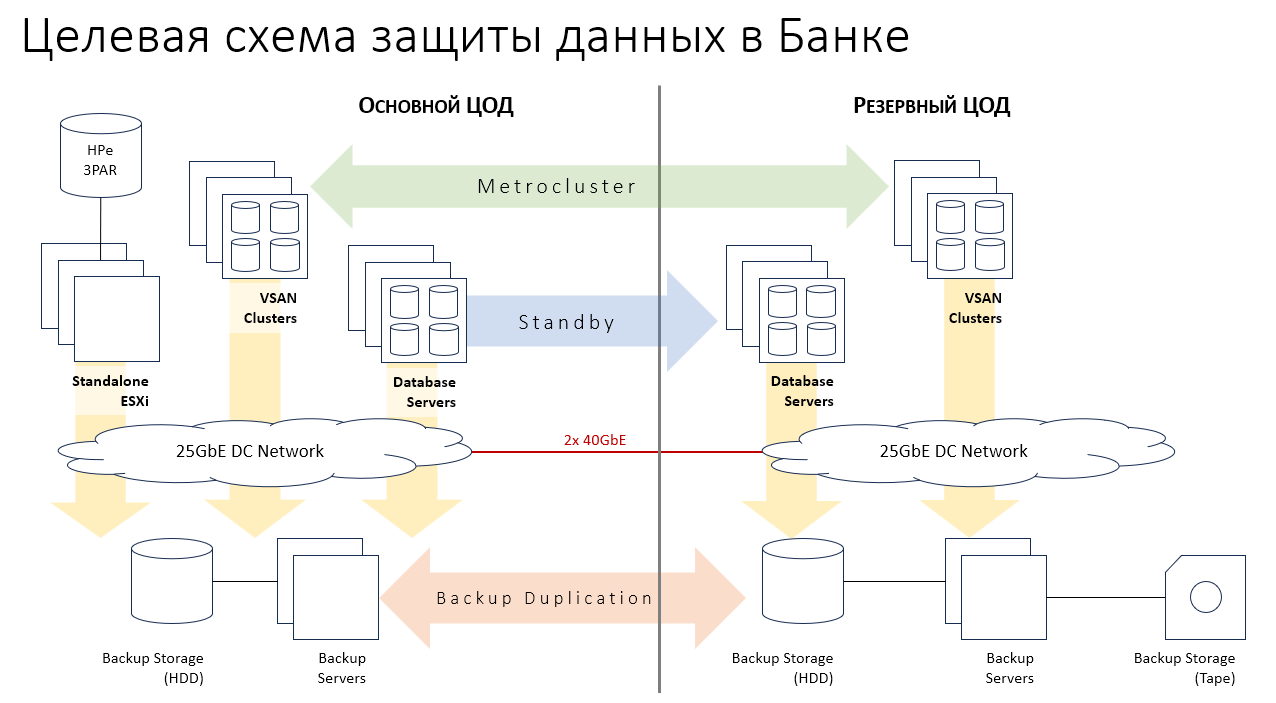 Целевая схема защиты данных в Банке
Основной ЦОД
Резервный ЦОД
HPe
3PAR
Metrocluster
VSAN
Clusters
VSAN
Clusters
Standby
Standalone
ESXi
Database
Servers
Database
Servers
25GbE DC Network
2x 40GbE
25GbE DC Network
Backup Duplication
Backup Storage
(HDD)
Backup
Servers
Backup Storage
(HDD)
Backup
Servers
Backup Storage
(Tape)